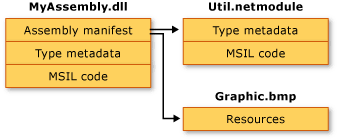 MyAssembly.dll
Assembly manifest
Type metadata
MSIL code
Util.netmodule
Type metadata
MSIL code
Graphic.bmp
Resources